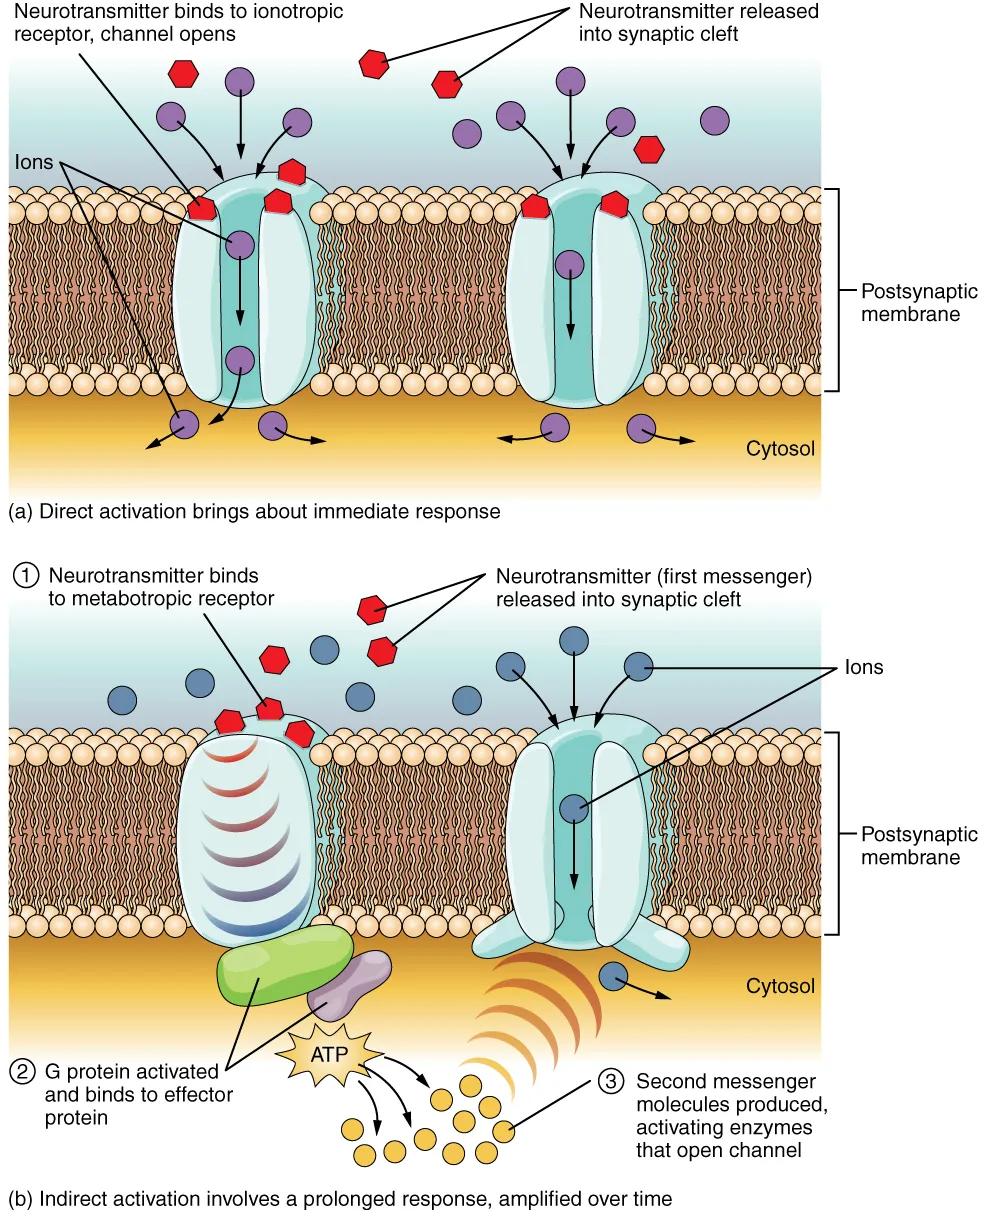 Neurotransmitter binds to ionotropic
receptor, channel opens
Neurotransmitter released
into synaptic cleft
Ions
Postsynaptic
membrane
Cytosol
(a) Direct activation brings about immediate response
1 Neurotransmitter binds
to metabotropic receptor
Neurotransmitter (first messenger)
released into synaptic cleft
Ions
Postsynaptic
membrane
Cytosol
ATP
2 G protein activated
and binds to effector
protein
3 Second messenger
molecules produced,
activating enzymes
that open channel
(b) Indirect activation involves a prolonged response, amplified over time